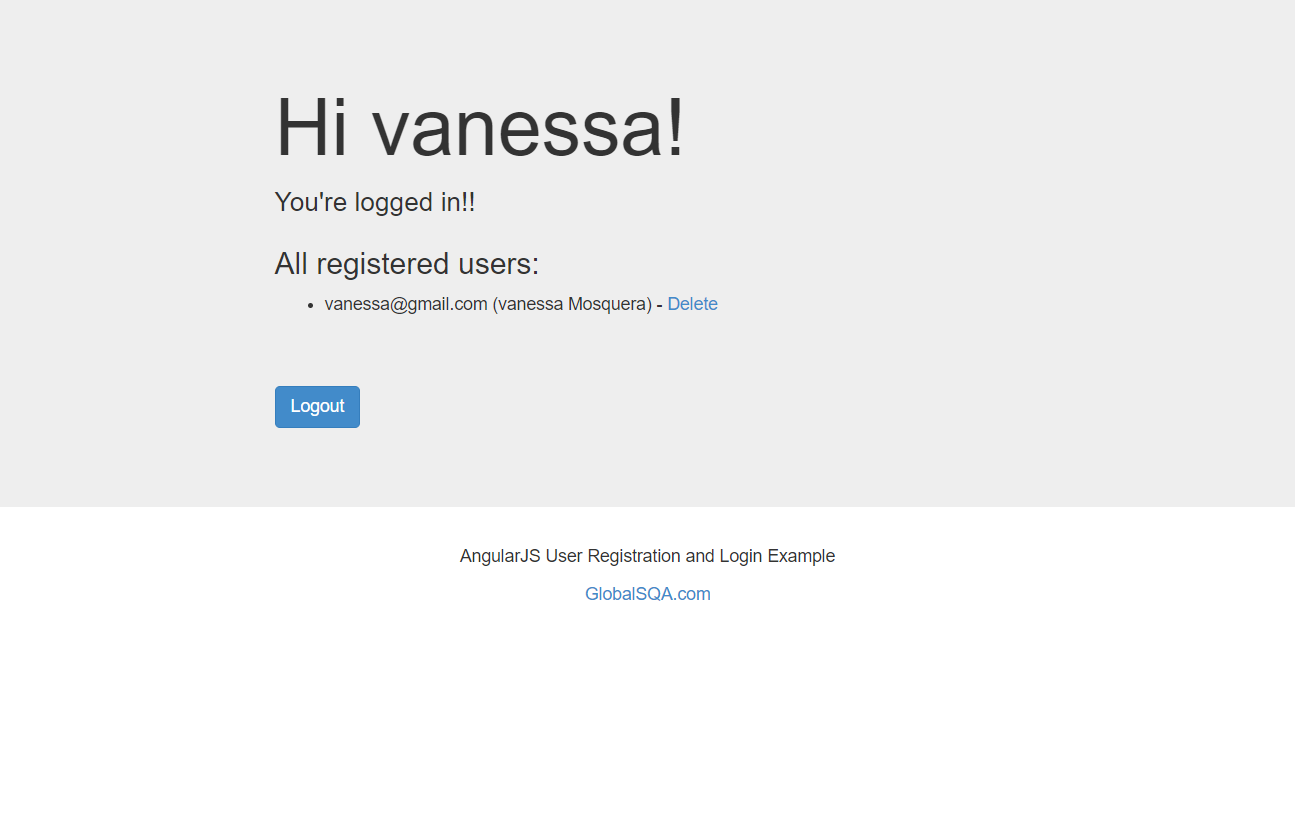 Hi vanessa!
You're logged in!!
All registered users:
• vanessa@gmail.com (vanessa Mosquera) - Delete
Logout
AngularJS User Registration and Login Example
GlobalSQA.com